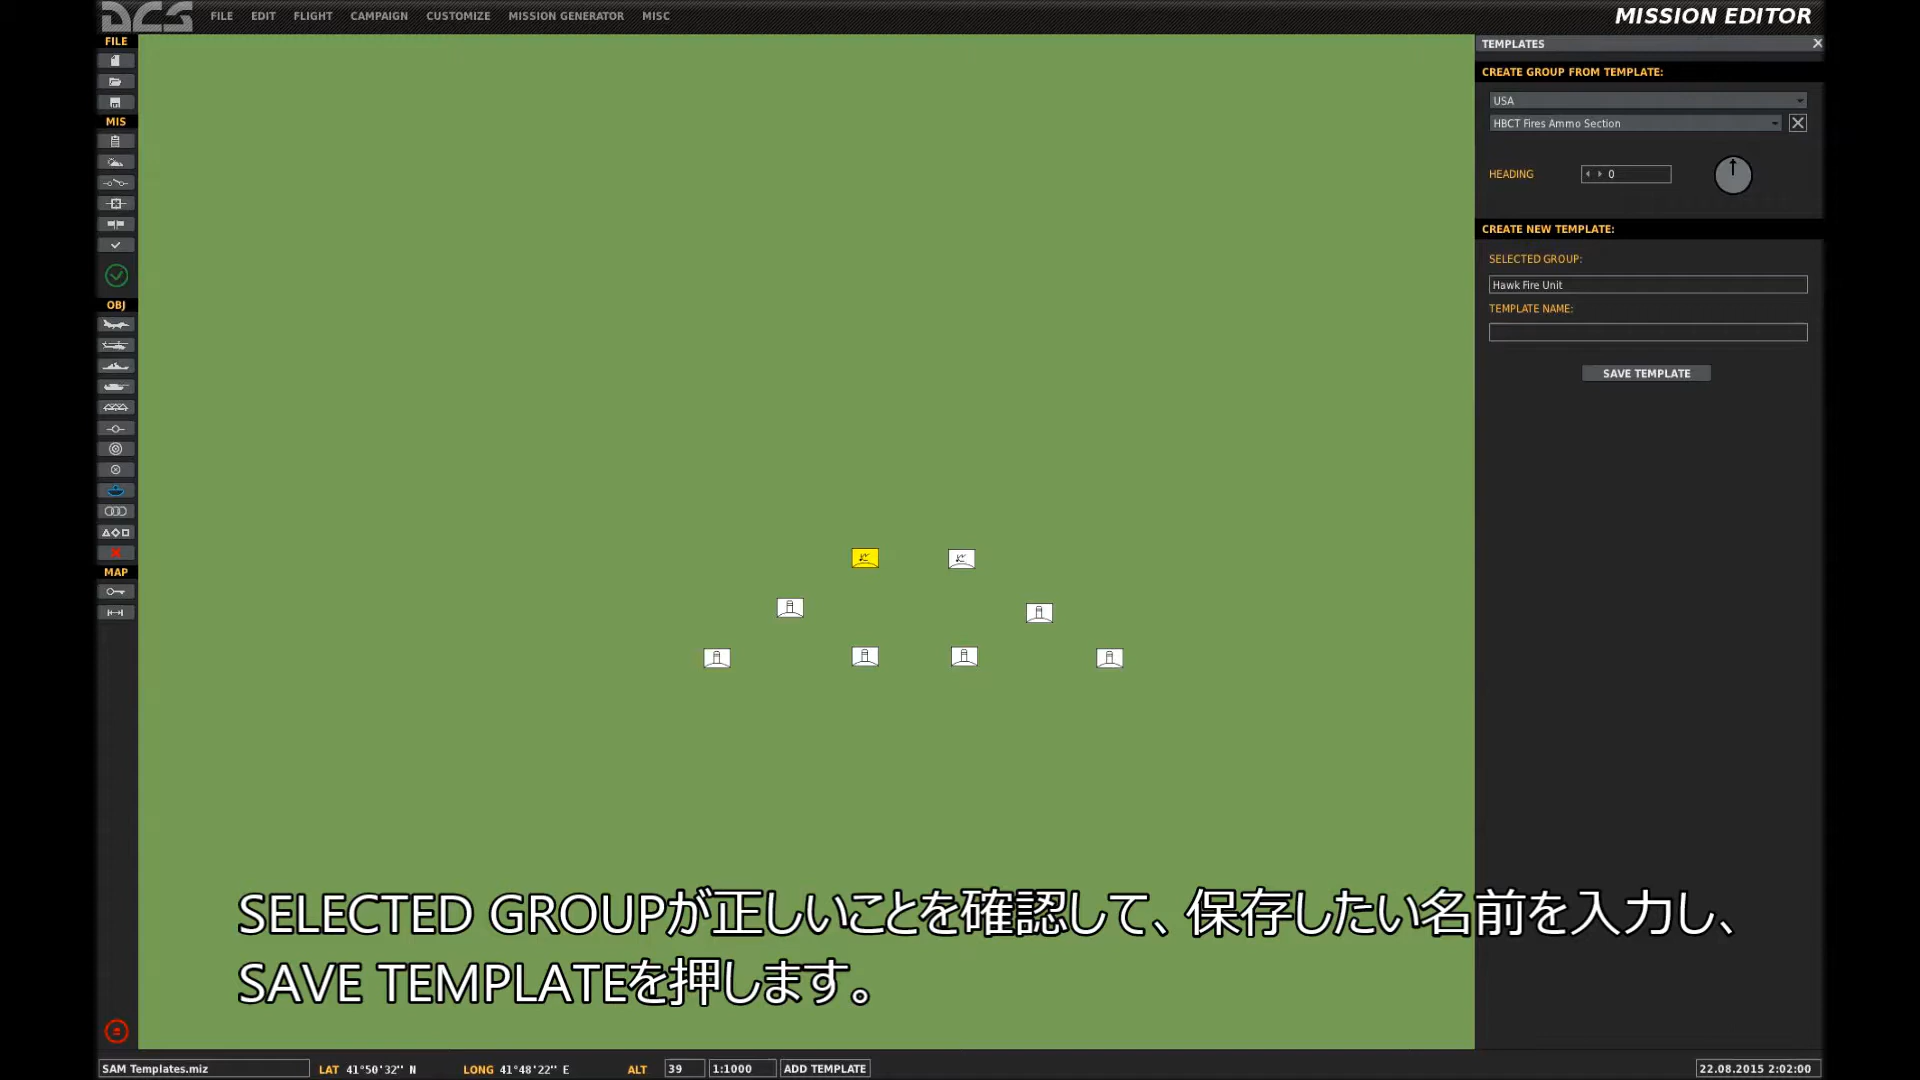 DCS
FILE EDIT FLIGHT CAMPAIGN CUSTOMIZE MISSION GENERATOR MISC
MISSION EDITOR
FILE
MIS
OBJ
MAP
TEMPLATES
CREATE GROUP FROM TEMPLATE:
USA
HBCT Fires Ammo Section
HEADING 0
CREATE NEW TEMPLATE:
SELECTED GROUP:
Hawk Fire Unit
TEMPLATE NAME:
SAVE TEMPLATE
SELECTED GROUPが正しいことを確認して、保存したい名前を入力し、
SAVE TEMPLATEを押します。
SAM Templates.miz LAT 41°50'32'' N LONG 41°48'22'' E ALT 39 1:1000 ADD TEMPLATE 22.08.2015 2:02:00